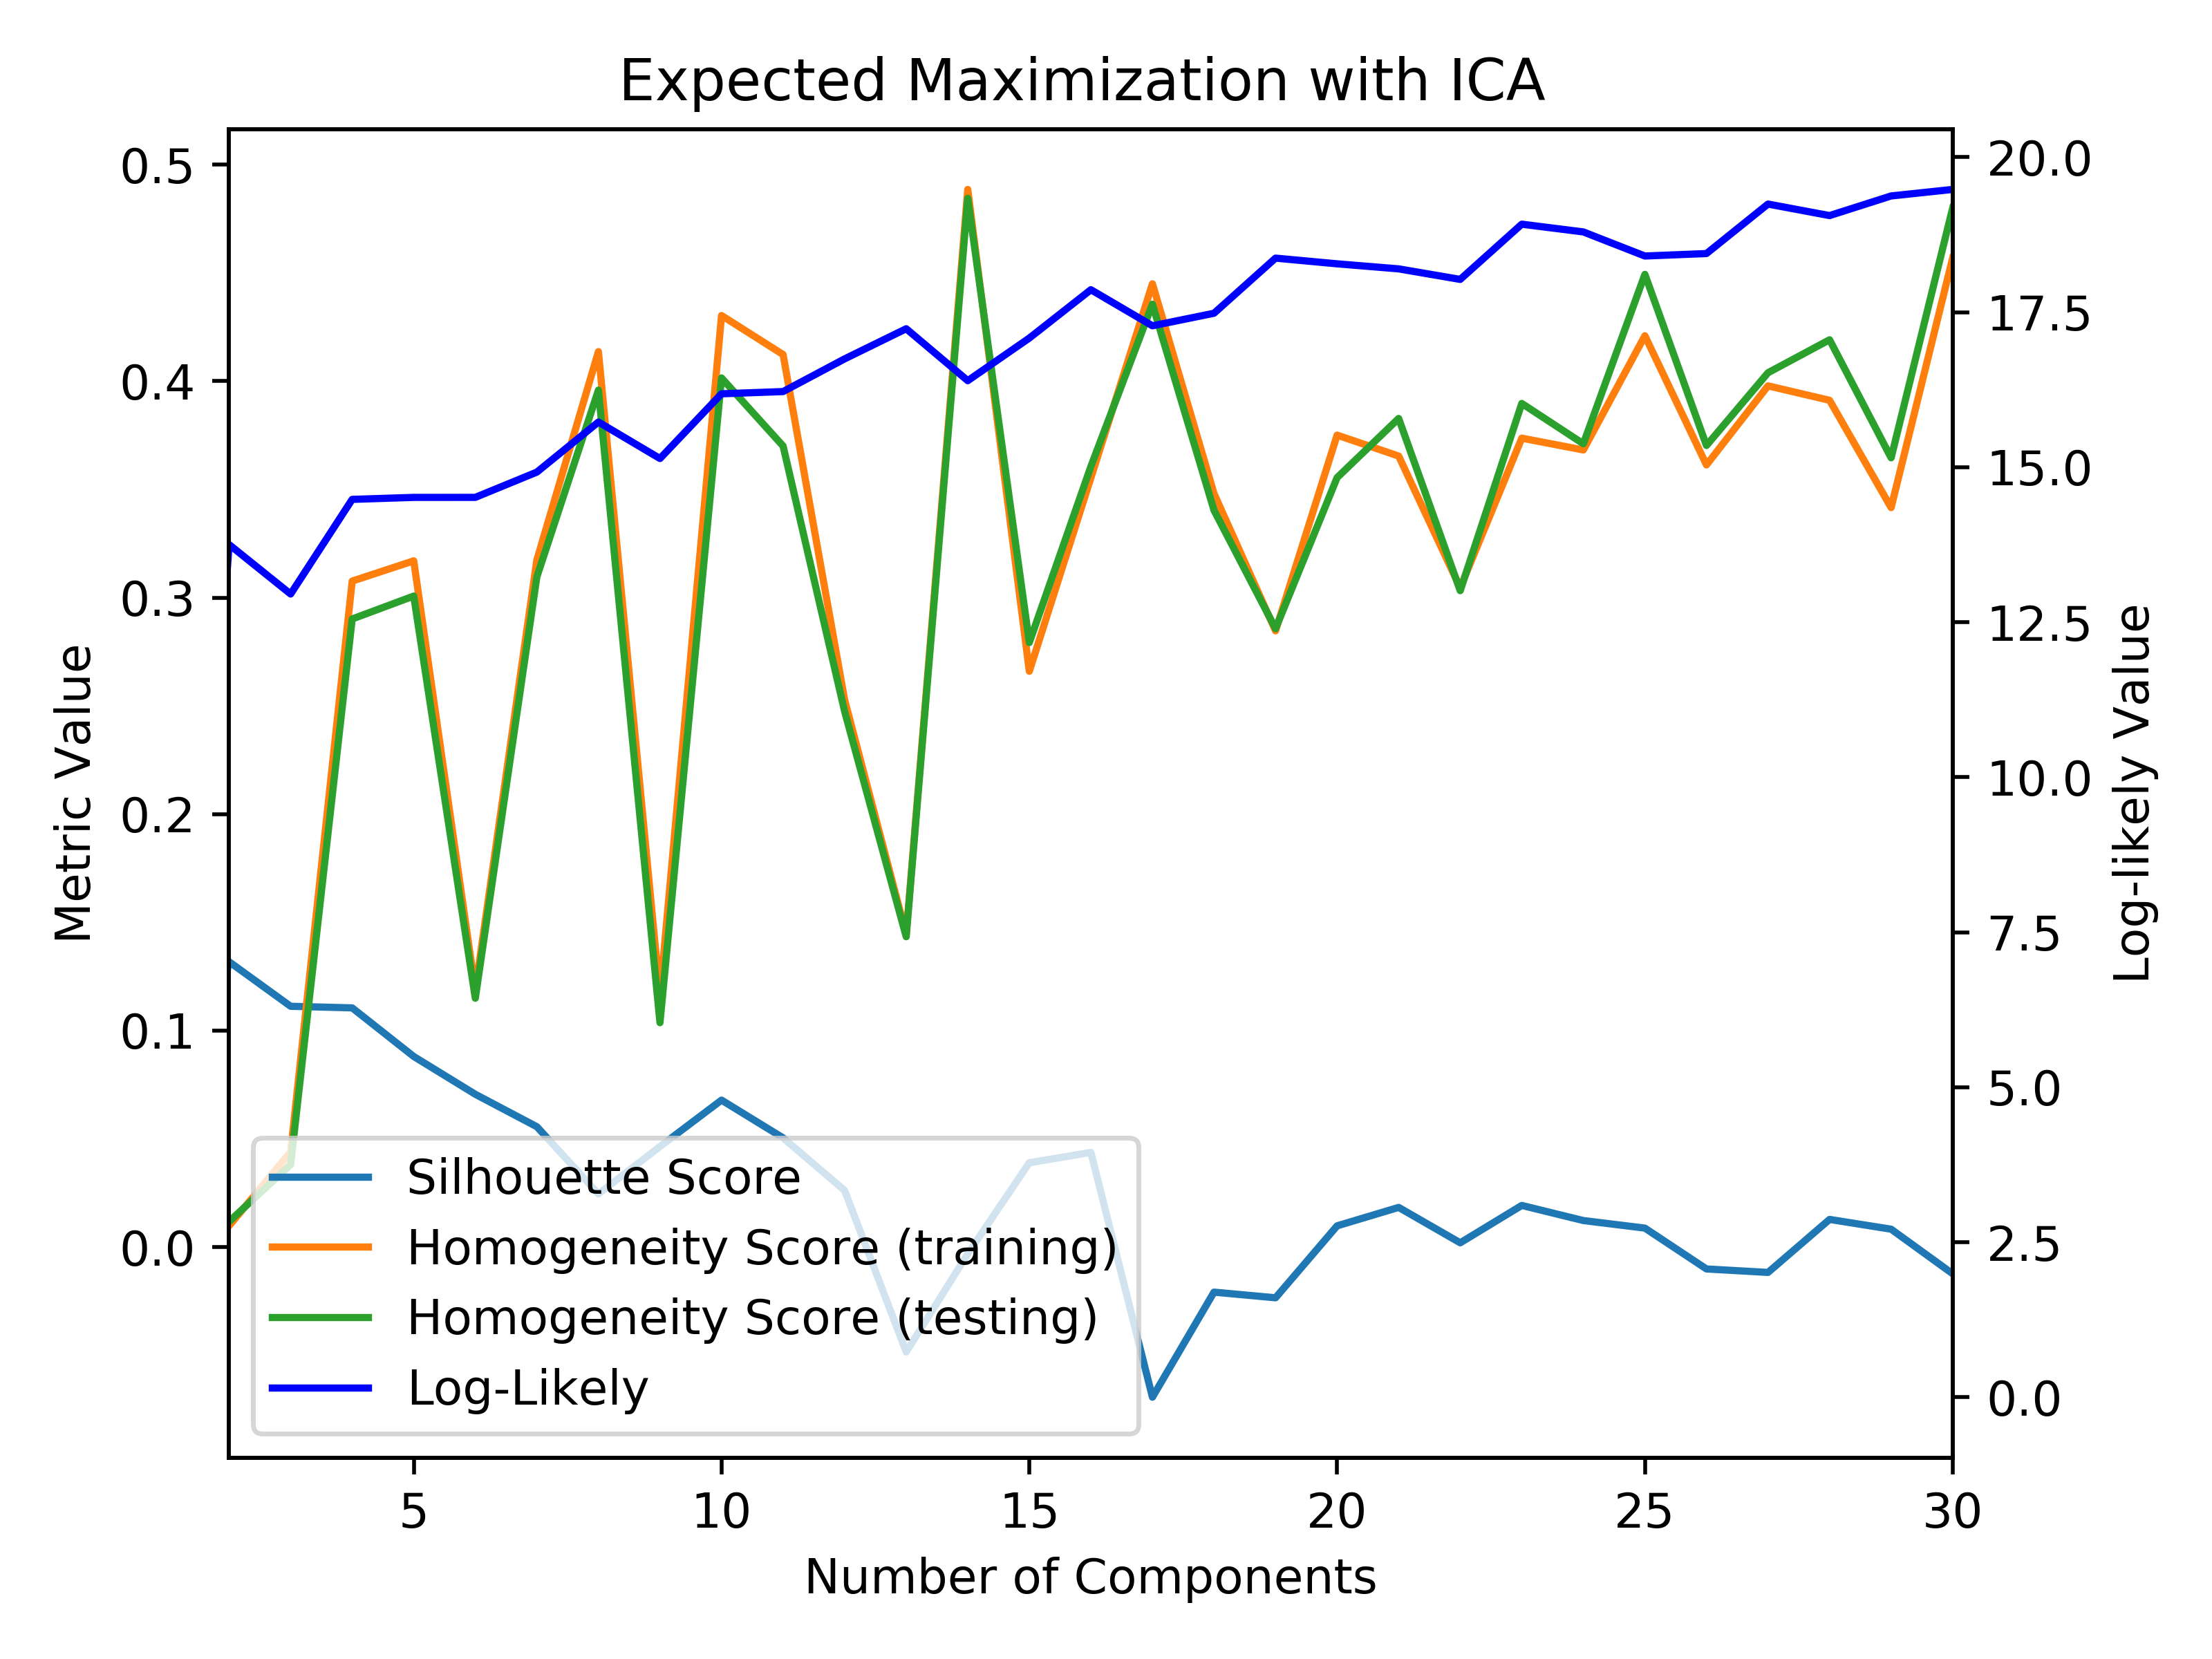 Expected Maximization with ICA
0.5
0.4
0.3
0.2
0.1
0.0
Metric Value
20.0
17.5
15.0
12.5
10.0
7.5
5.0
2.5
0.0
Log-likely Value
Silhouette Score
Homogeneity Score (training)
Homogeneity Score (testing)
Log-Likely
5 10 15 20 25 30
Number of Components